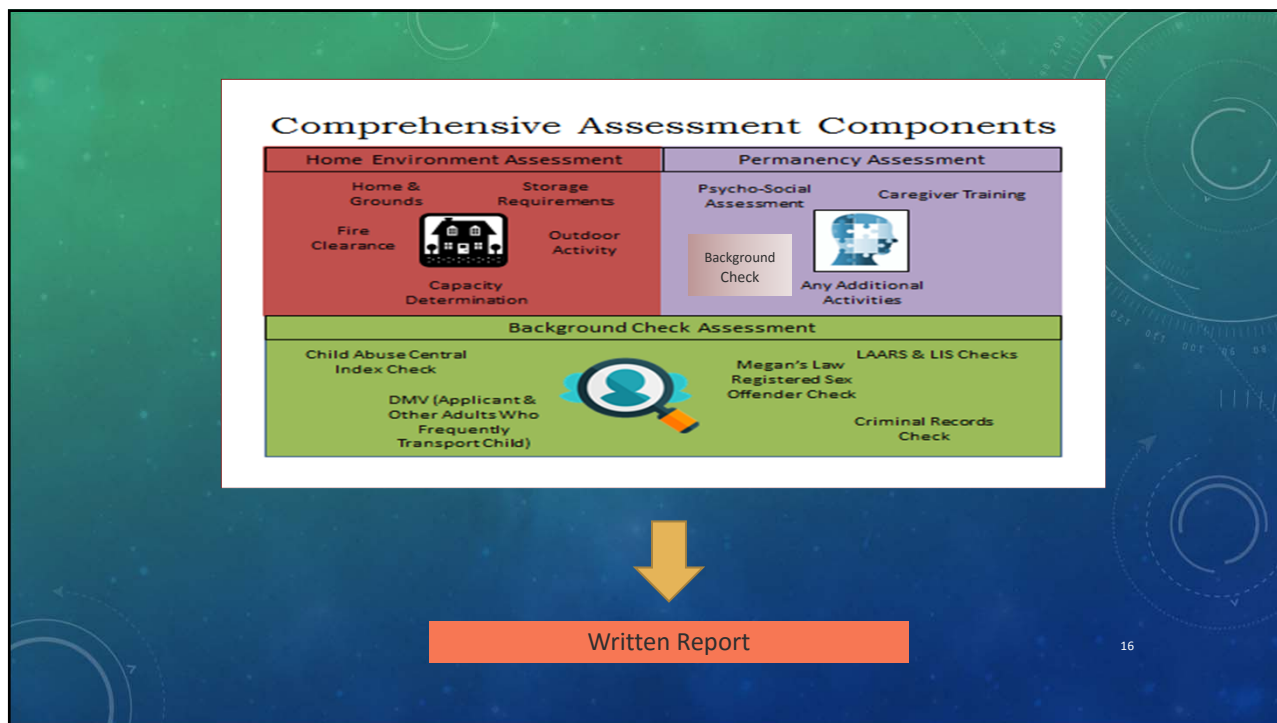 Comprehensive Assessment Components
Home Environment Assessment
Home &
Grounds
Storage
Requirements
Fire
Clearance
Outdoor
Activity
Capacity
Determination
Permanency Assessment
Psycho-Social
Assessment
Caregiver Training
Background
Check
Any Additional
Activities
Background Check Assessment
Child Abuse Central
Index Check
DMV (Applicant &
Other Adults Who
Frequently
Transport Child)
Megan's Law
Registered Sex
Offender Check
LAARS & LIS Checks
Criminal Records
Check
Written Report
16